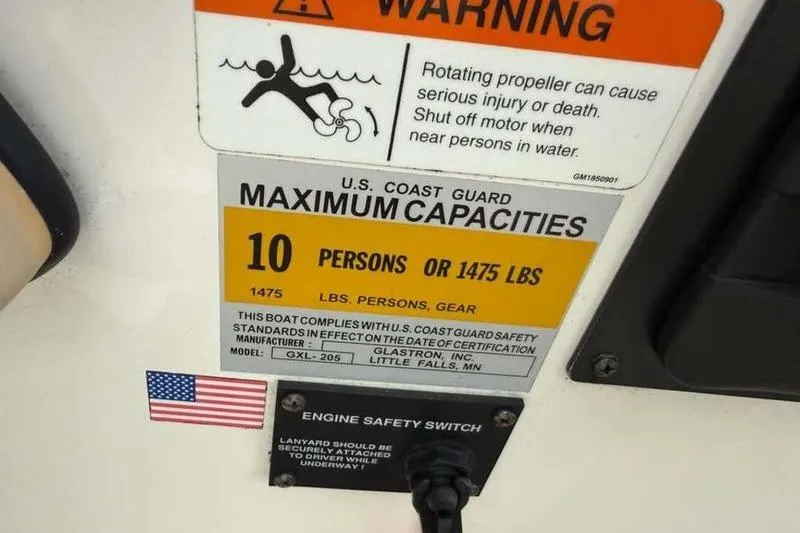 WARNING
Rotating propeller can cause
serious injury or death.
Shut off motor when
near persons in water.
GM1850901
U.S. COAST GUARD
MAXIMUM CAPACITIES
10 PERSONS OR 1475 LBS
1475 LBS. PERSONS, GEAR
THIS BOAT COMPLIES WITH U.S. COAST GUARD SAFETY
STANDARDS IN EFFECT ON THE DATE OF CERTIFICATION
MANUFACTURER : GLASTRON, INC.
MODEL: GXL- 205 LITTLE FALLS, MN
ENGINE SAFETY SWITCH
LANYARD SHOULD BE
SECURELY ATTACHED
TO DRIVER WHILE
UNDERWAY !